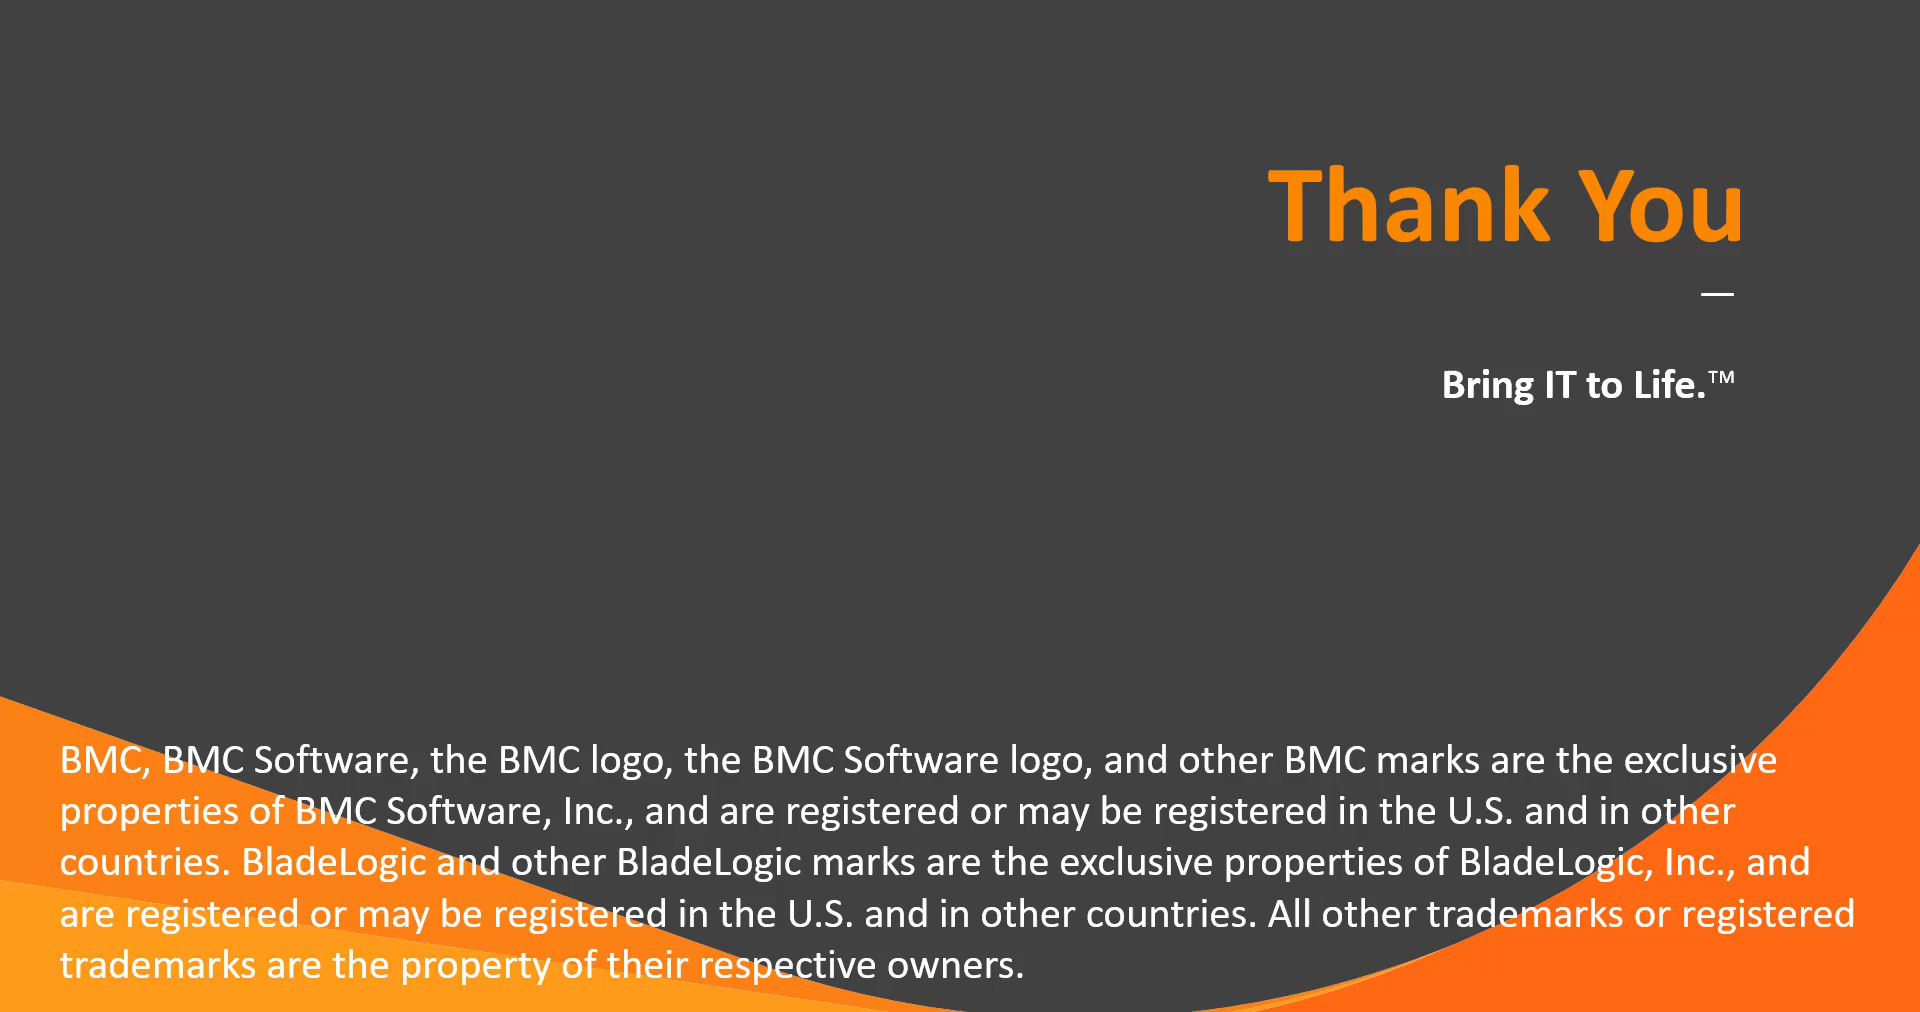 Thank You
Bring IT to Life.™
BMC, BMC Software, the BMC logo, the BMC Software logo, and other BMC marks are the exclusive
properties of BMC Software, Inc., and are registered or may be registered in the U.S. and in other
countries. BladeLogic and other BladeLogic marks are the exclusive properties of BladeLogic, Inc., and
are registered or may be registered in the U.S. and in other countries. All other trademarks or registered
trademarks are the property of their respective owners.